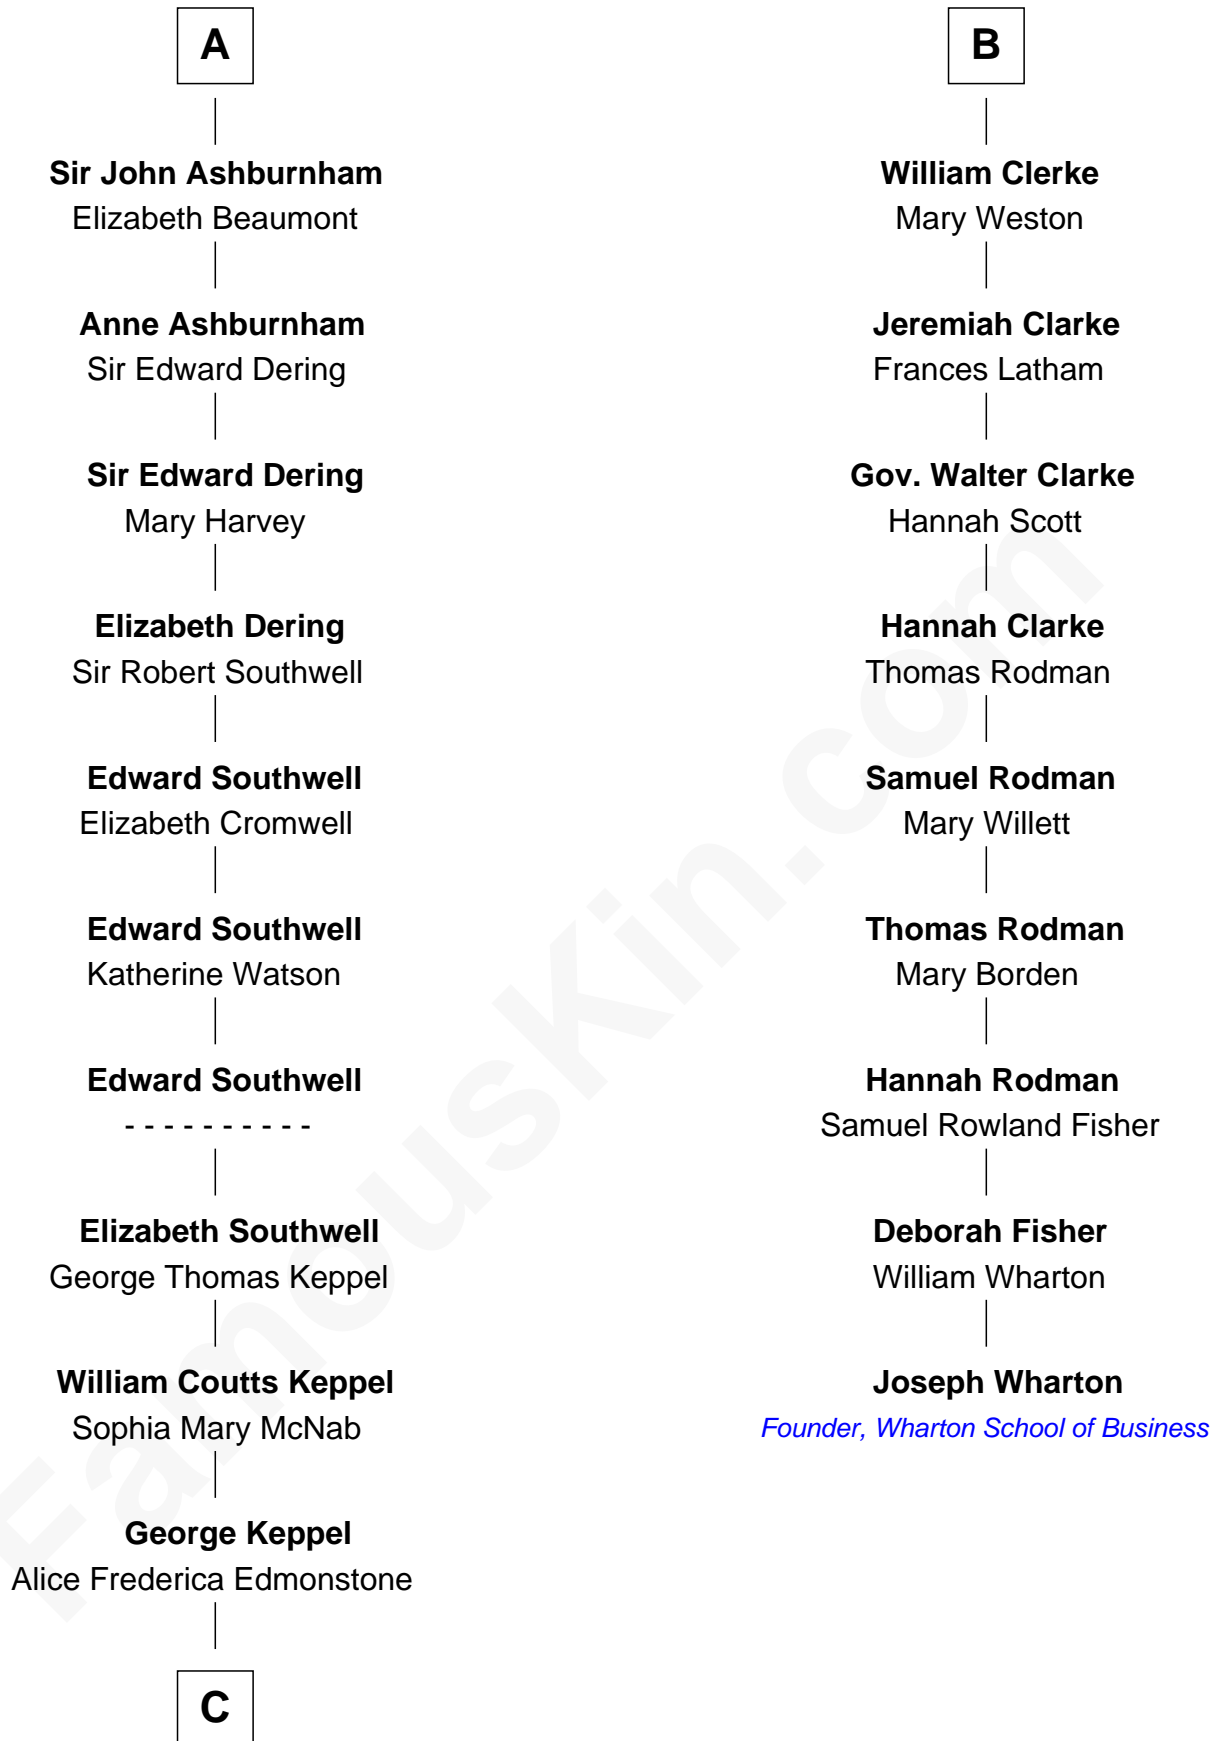 A
Sir John Ashburnham
Elizabeth Beaumont
Anne Ashburnham
Sir Edward Dering
Sir Edward Dering
Mary Harvey
Elizabeth Dering
Sir Robert Southwell
Edward Southwell
Elizabeth Cromwell
Edward Southwell
Katherine Watson
Edward Southwell
- - - - - - - - - -
Elizabeth Southwell
George Thomas Keppel
William Coutts Keppel
Sophia Mary McNab
George Keppel
Alice Frederica Edmonstone
C
B
William Clerke
Mary Weston
Jeremiah Clarke
Frances Latham
Gov. Walter Clarke
Hannah Scott
Hannah Clarke
Thomas Rodman
Samuel Rodman
Mary Willett
Thomas Rodman
Mary Borden
Hannah Rodman
Samuel Rowland Fisher
Deborah Fisher
William Wharton
Joseph Wharton
Founder, Wharton School of Business
FamousKin.com